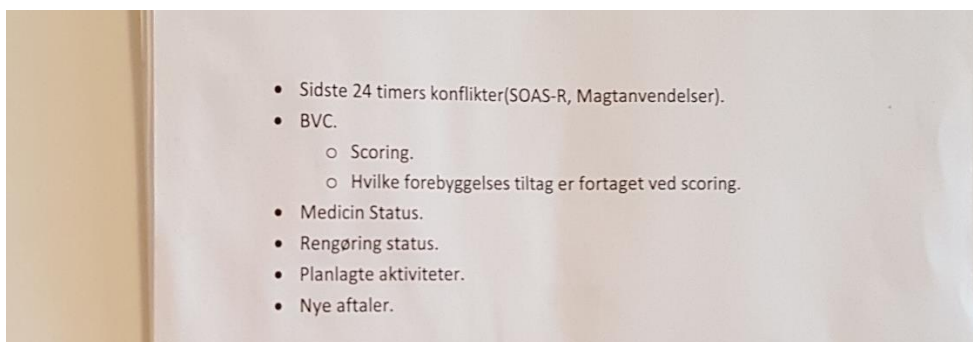 • Sidste 24 timers konflikter(SOAS-R, Magtanvendelser).
• BVC.
o Scoring.
o Hvilke forebyggelses tiltag er fortaget ved scoring.
• Medicin Status.
• Rengøring status.
• Planlagte aktiviteter.
• Nye aftaler.